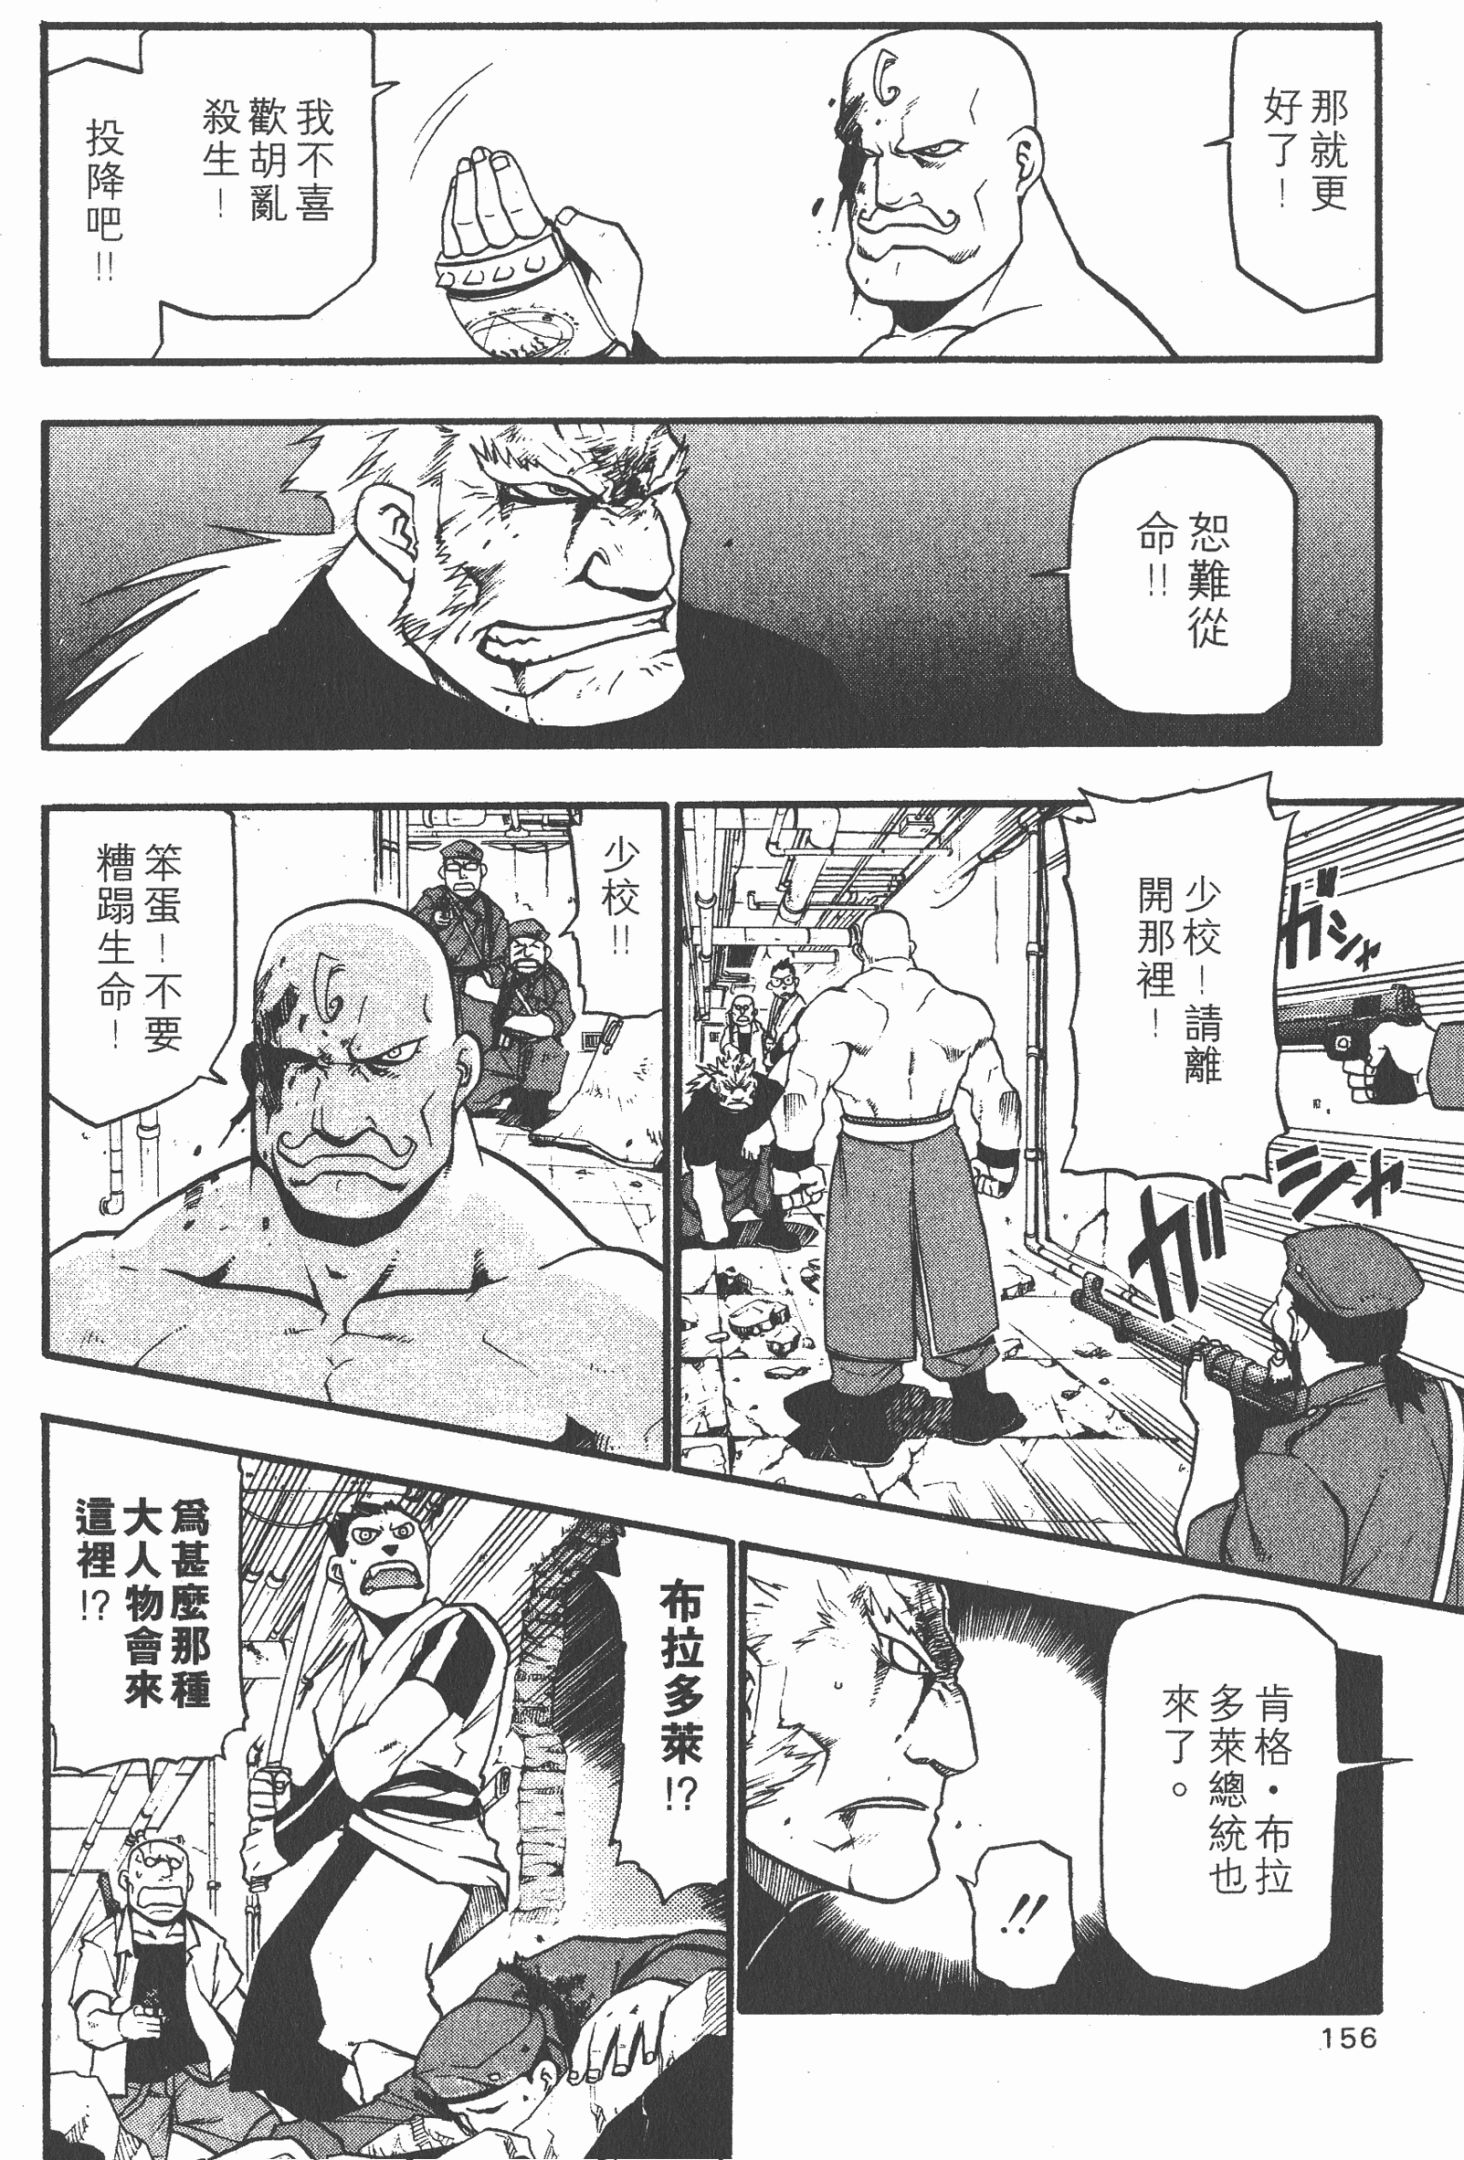 那就更
好了！
我不喜
歡胡亂
殺生！
投降吧!!
恕難從
命!!
ガシャ
少校！請離
開那裡！
ガシャ
少校!!
笨蛋！不要
糟蹋生命！
肯格・布拉
多萊總統也
來了。
!!
布拉多萊!?
為甚麼那種
大人物會來
這裡!?
156